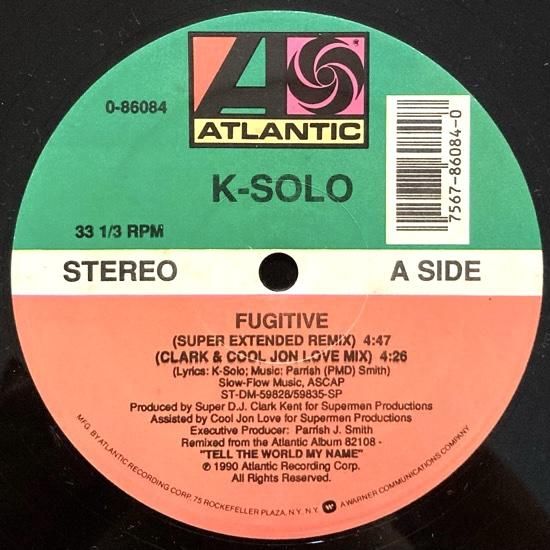 ATLANTIC
0-86084
7567-86084-0
K-SOLO
33 1/3 RPM
STEREO
A SIDE
FUGITIVE
(SUPER EXTENDED REMIX) 4:47
(CLARK & COOL JON LOVE MIX) 4:26
(Lyrics: K-Solo; Music: Parrish (PMD) Smith)
Slow-Flow Music, ASCAP
ST-DM-59828/59835-SP
Produced by Super D.J. Clark Kent for Supermen Productions
Assisted by Cool Jon Love for Supermen Productions
Executive Producer: Parrish J. Smith
Remixed from the Atlantic Album 82108 -
"TELL THE WORLD MY NAME"
℗ 1990 Atlantic Recording Corp.
All Rights Reserved.
MFG. BY ATLANTIC RECORDING CORP. 75 ROCKEFELLER PLAZA, N.Y. N.Y. A WARNER COMMUNICATIONS COMPANY